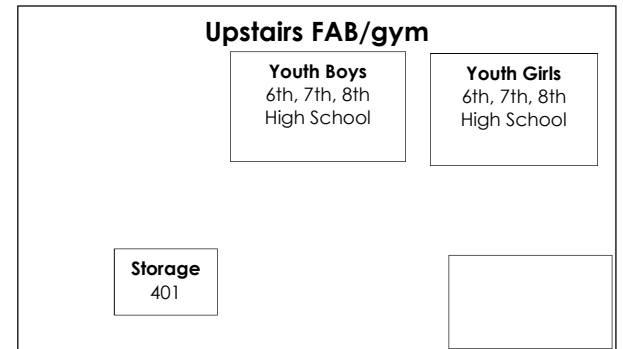 Upstairs FAB/gym
Youth Boys
6th, 7th, 8th
High School
Youth Girls
6th, 7th, 8th
High School
Storage
401